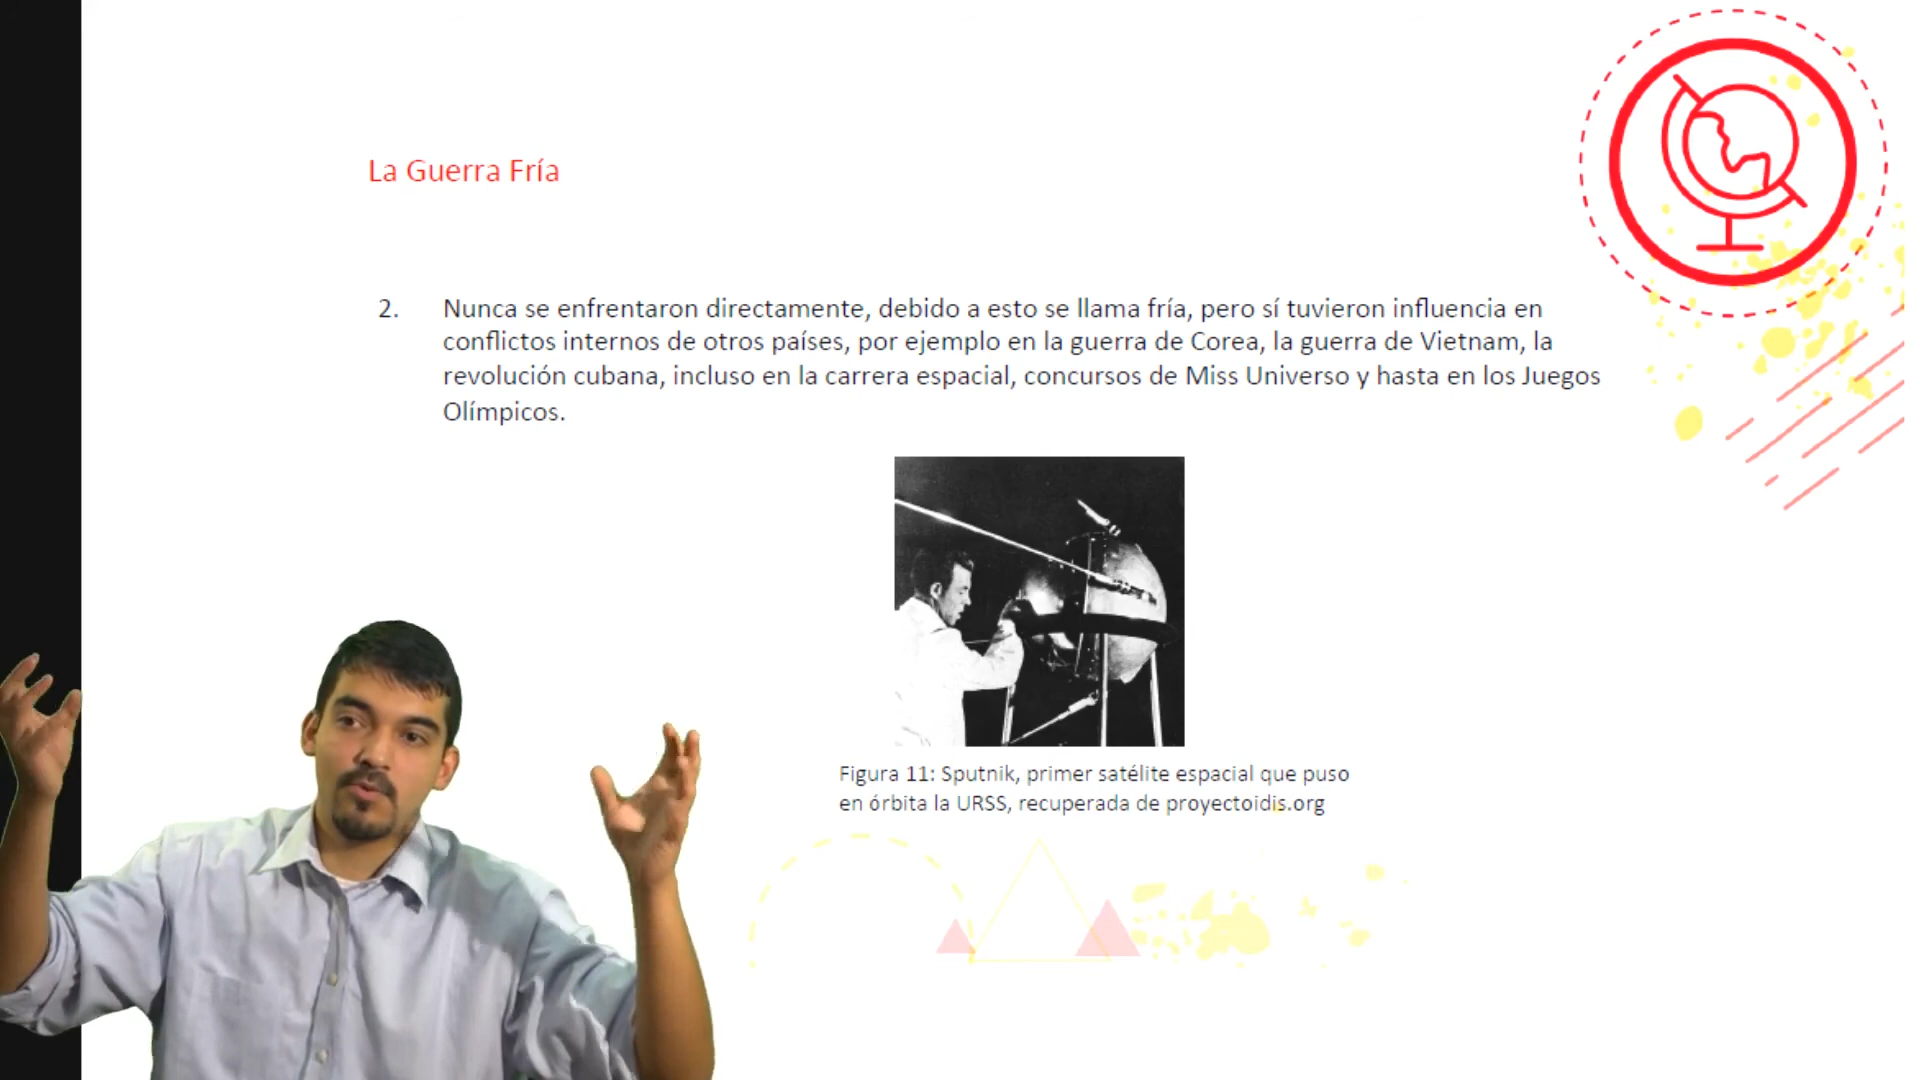 La Guerra Fría
2. Nunca se enfrentaron directamente, debido a esto se llama fría, pero sí tuvieron influencia en
conflictos internos de otros países, por ejemplo en la guerra de Corea, la guerra de Vietnam, la
revolución cubana, incluso en la carrera espacial, concursos de Miss Universo y hasta en los Juegos
Olímpicos.
Figura 11: Sputnik, primer satélite espacial que puso
en órbita la URSS, recuperada de proyectoidis.org